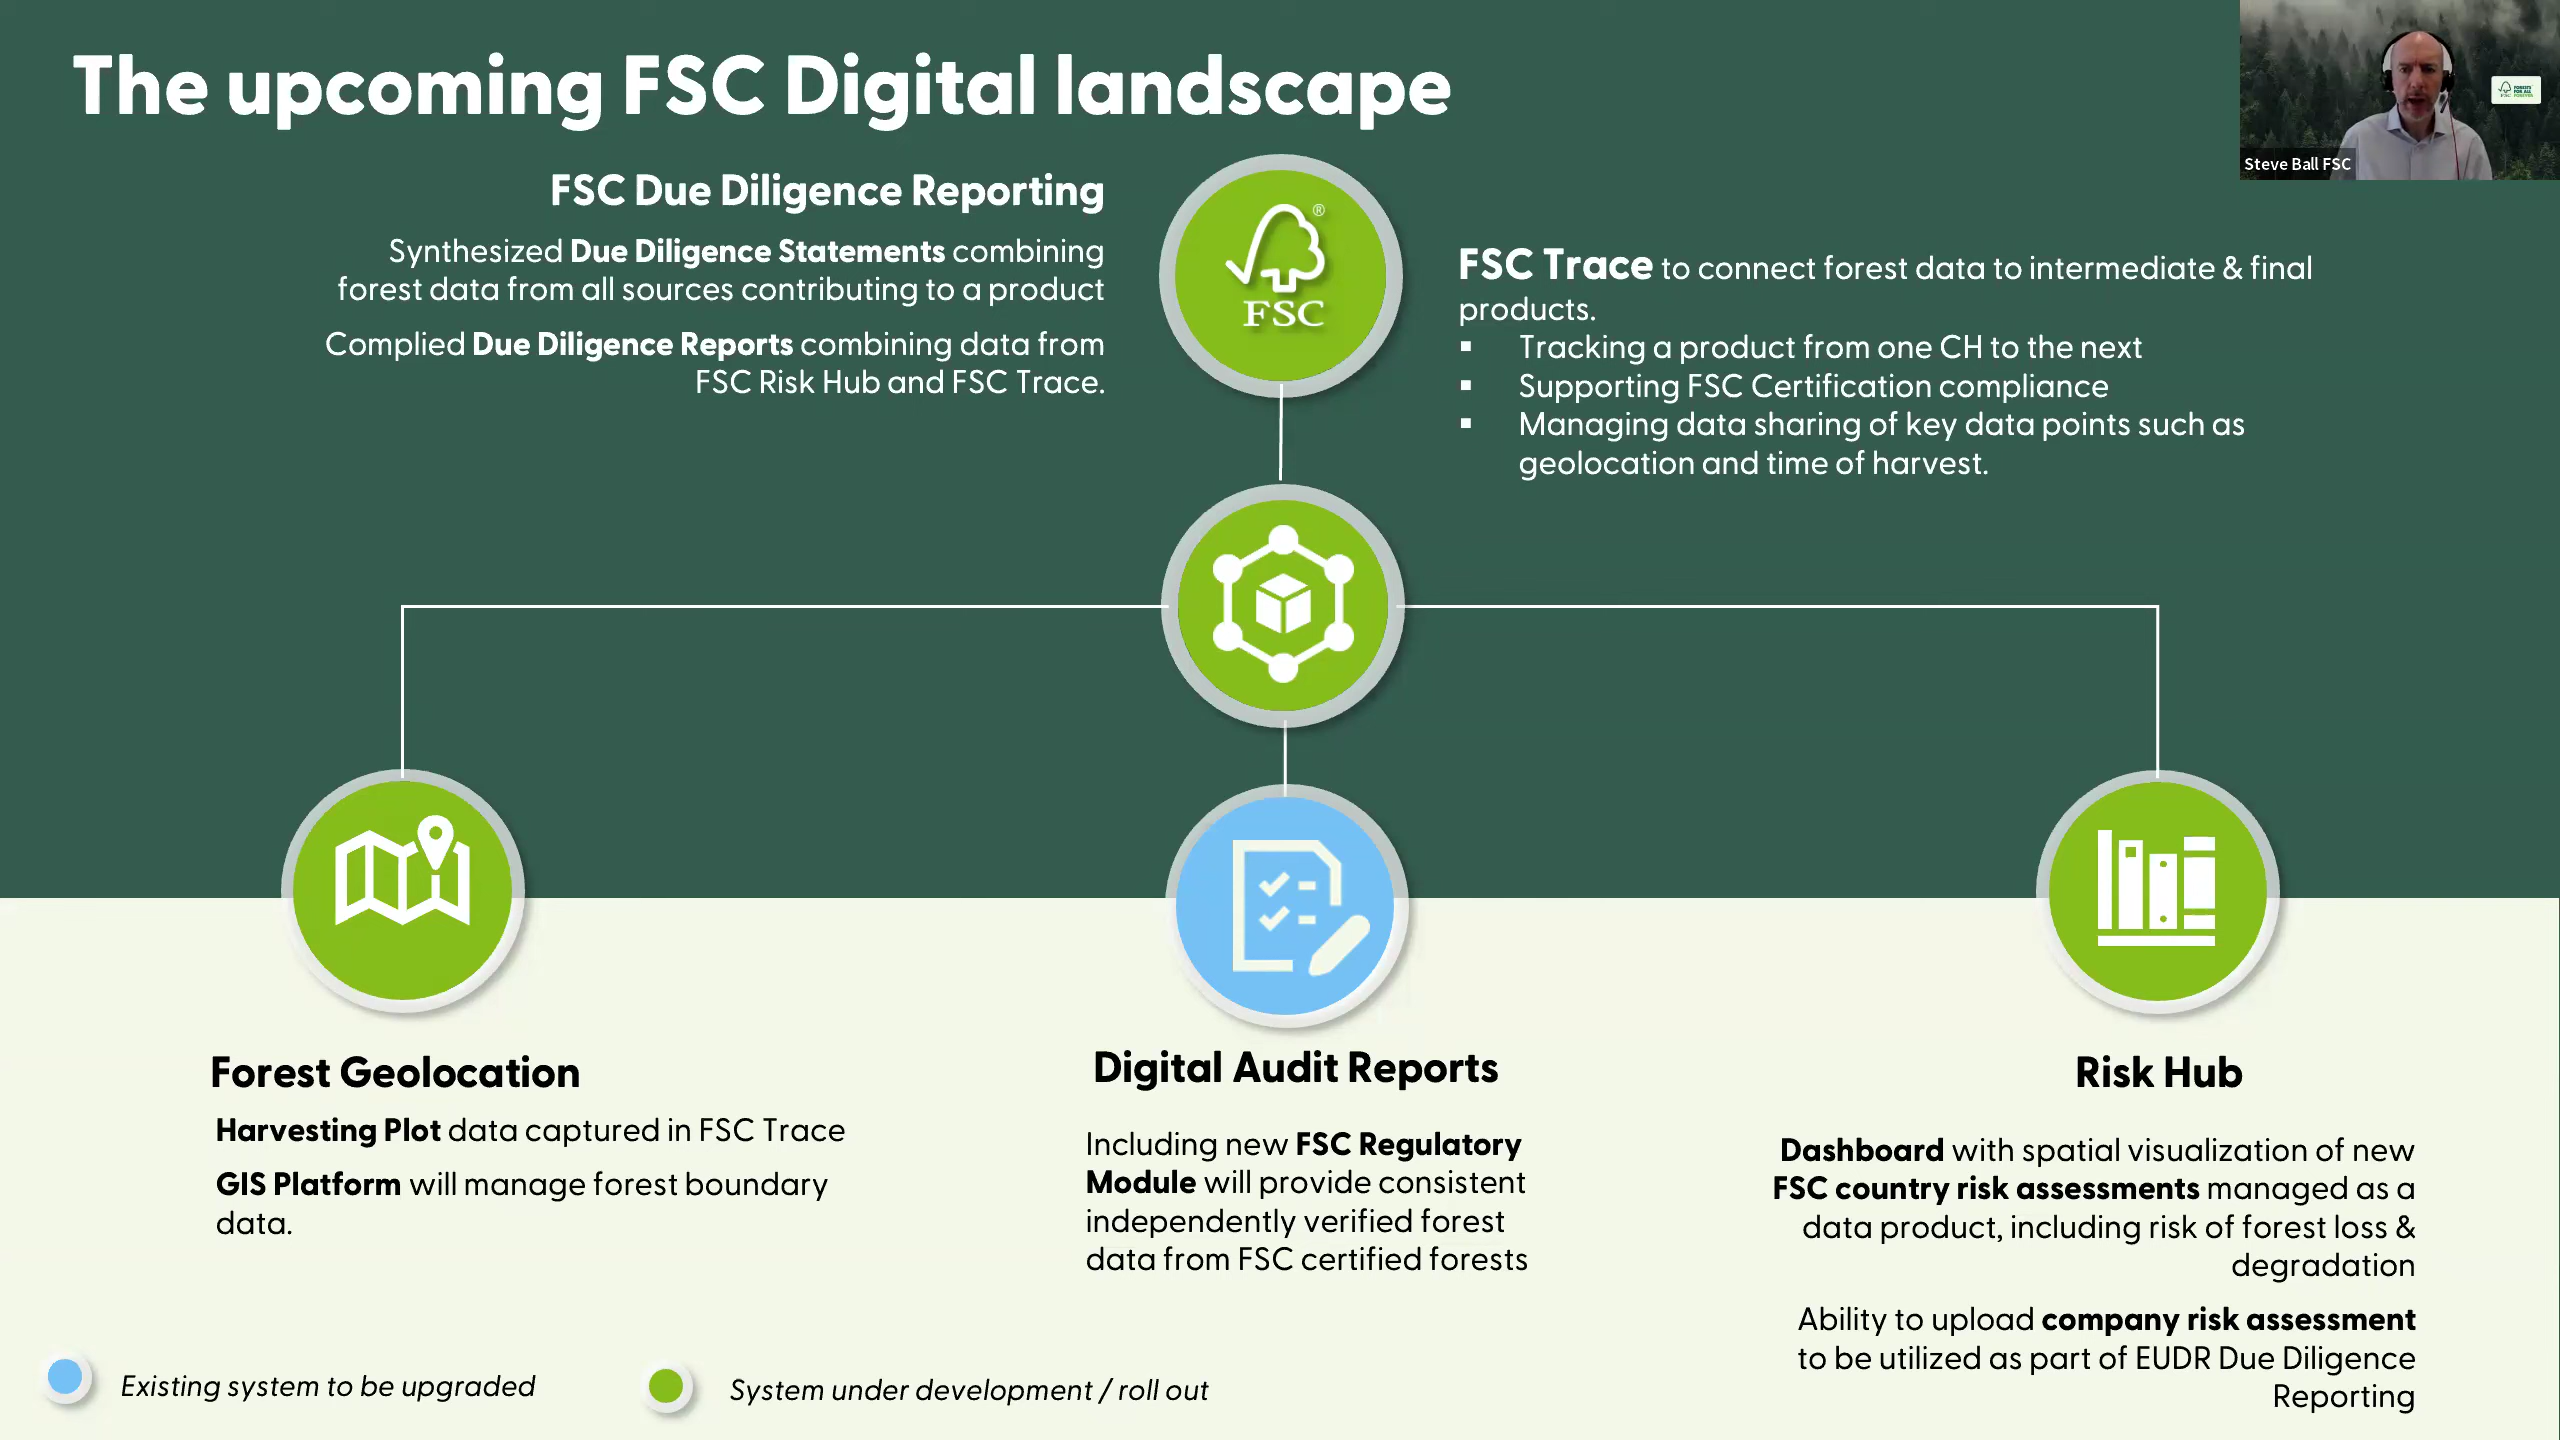 The upcoming FSC Digital landscape
Steve Ball FSC
FSC
FORESTS
FOR ALL
FOREVER
FSC Due Diligence Reporting
Synthesized Due Diligence Statements combining
forest data from all sources contributing to a product
Complied Due Diligence Reports combining data from
FSC Risk Hub and FSC Trace.
®
FSC
FSC Trace to connect forest data to intermediate & final
products.
▪ Tracking a product from one CH to the next
▪ Supporting FSC Certification compliance
▪ Managing data sharing of key data points such as
geolocation and time of harvest.
Forest Geolocation
Harvesting Plot data captured in FSC Trace
GIS Platform will manage forest boundary
data.
Digital Audit Reports
Including new FSC Regulatory
Module will provide consistent
independently verified forest
data from FSC certified forests
Risk Hub
Dashboard with spatial visualization of new
FSC country risk assessments managed as a
data product, including risk of forest loss &
degradation
Ability to upload company risk assessment
to be utilized as part of EUDR Due Diligence
Reporting
Existing system to be upgraded
System under development / roll out